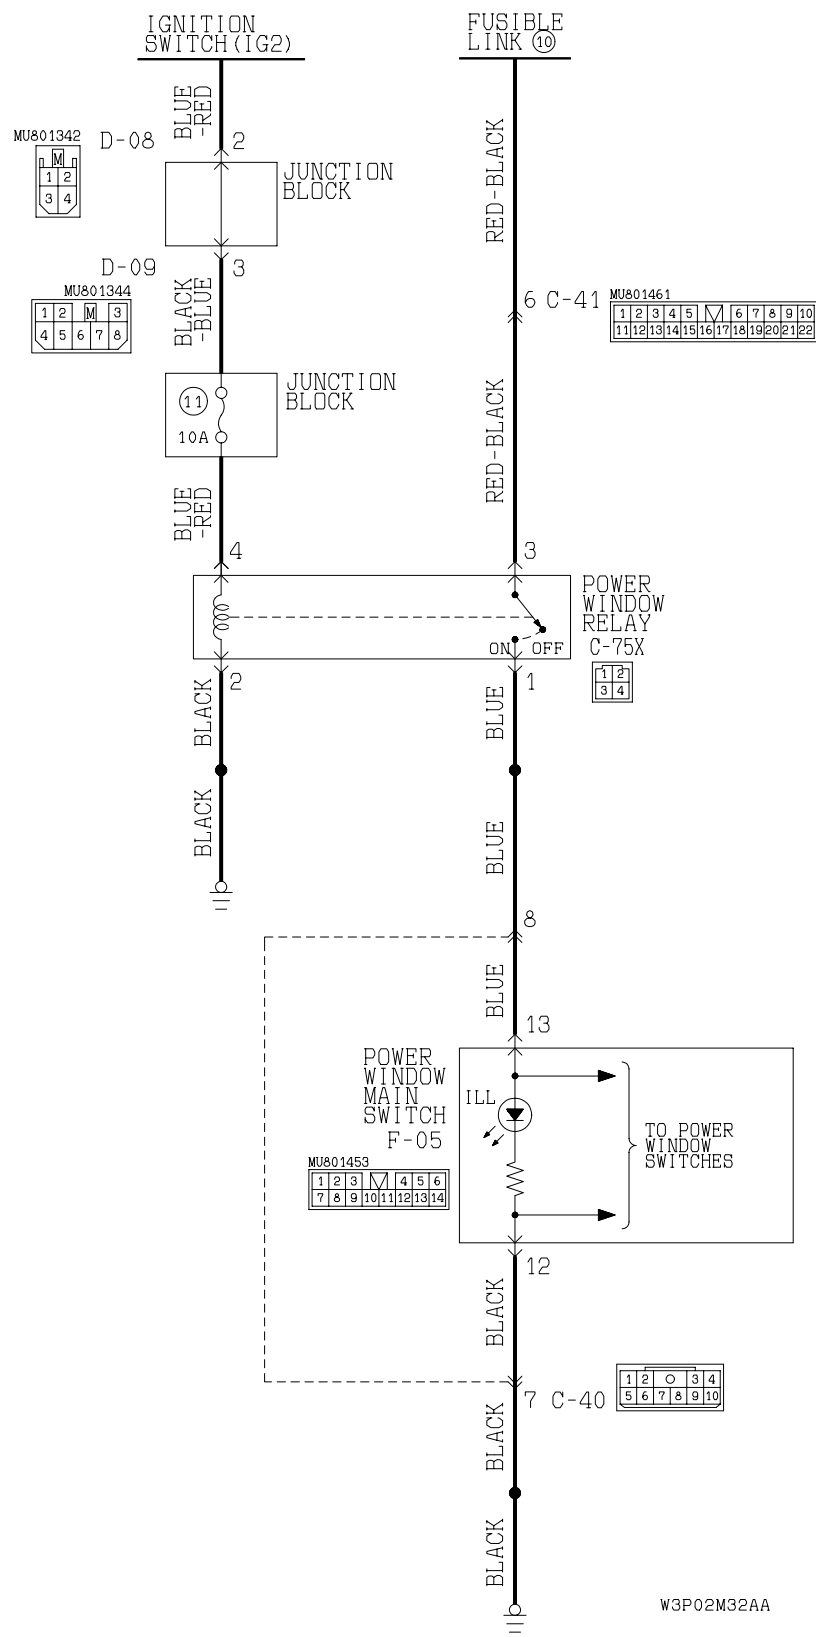 IGNITION
SWITCH(IG2)
FUSIBLE
LINK ⑩
BLUE
-RED
RED-BLACK
MU801342
D-08
2
M
1 2
3 4
JUNCTION
BLOCK
D-09
3
MU801344
1 2 M 3
4 5 6 7 8
BLACK
-BLUE
6 C-41
MU801461
1 2 3 4 5 6 7 8 9 10
11 12 13 14 15 16 17 18 19 20 21 22
JUNCTION
BLOCK
11
10A
RED-BLACK
BLUE
-RED
4
3
POWER
WINDOW
RELAY
C-75X
ON OFF
1 2
3 4
2
1
BLACK
BLUE
BLACK
BLUE
8
BLUE
13
POWER
WINDOW
MAIN
SWITCH
F-05
ILL
TO POWER
WINDOW
SWITCHES
MU801453
1 2 3 4 5 6
7 8 9 10 11 12 13 14
12
BLACK
7 C-40
1 2 3 4
5 6 7 8 9 10
BLACK
BLACK
W3P02M32AA